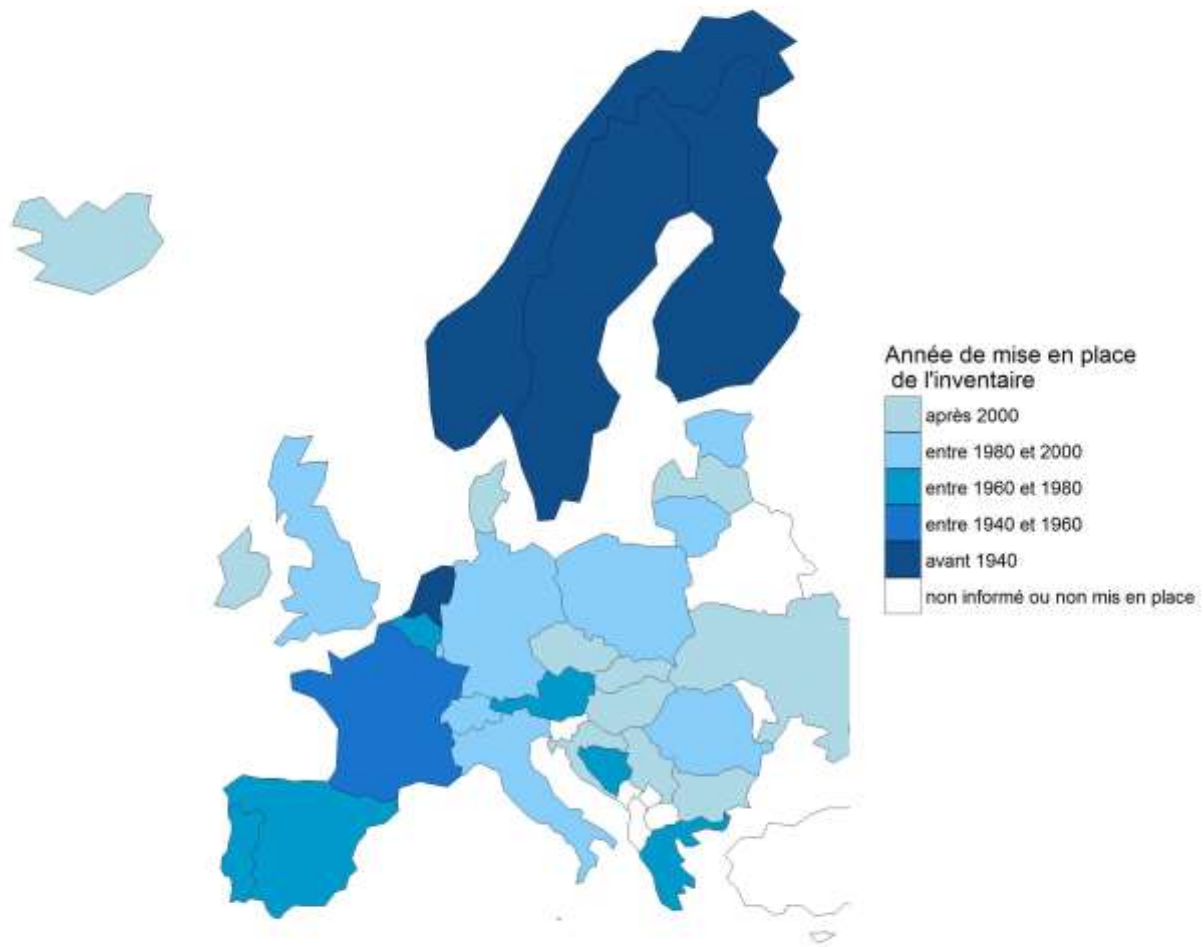 Année de mise en place
de l'inventaire
après 2000
entre 1980 et 2000
entre 1960 et 1980
entre 1940 et 1960
avant 1940
non informé ou non mis en place